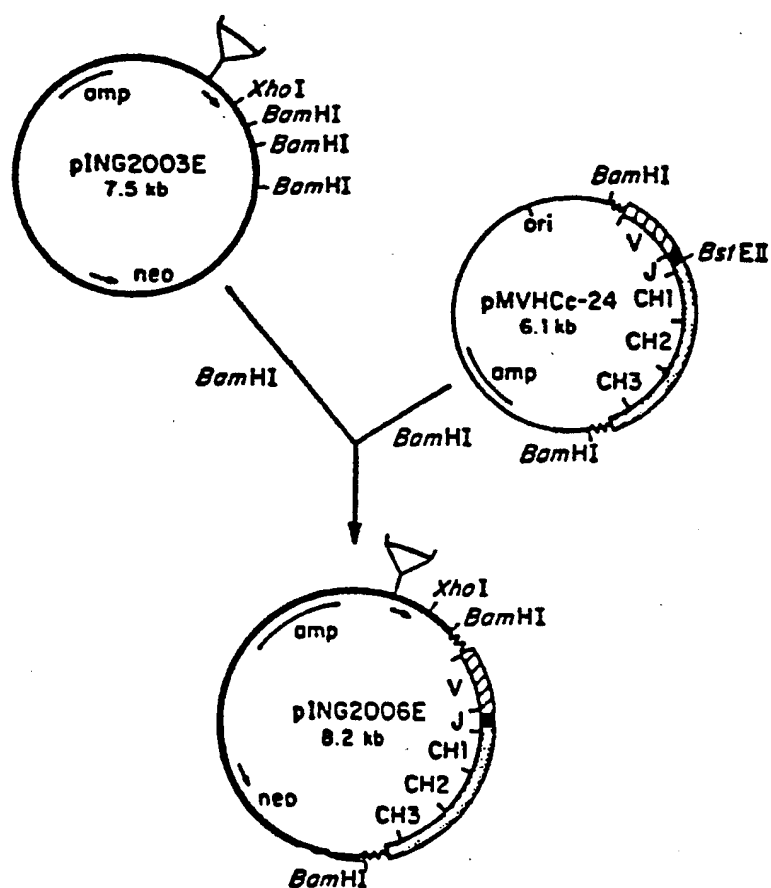 amp
XhoI
BamHI
BamHI
BamHI
pING2003E
7.5 kb
neo
BamHI
ori
V
J
BstEII
CH1
CH2
CH3
pMVHCc-24
6.1 kb
amp
BamHI
BamHI
BamHI
XhoI
BamHI
amp
V
J
CH1
CH2
CH3
pING2006E
8.2 kb
neo
BamHI